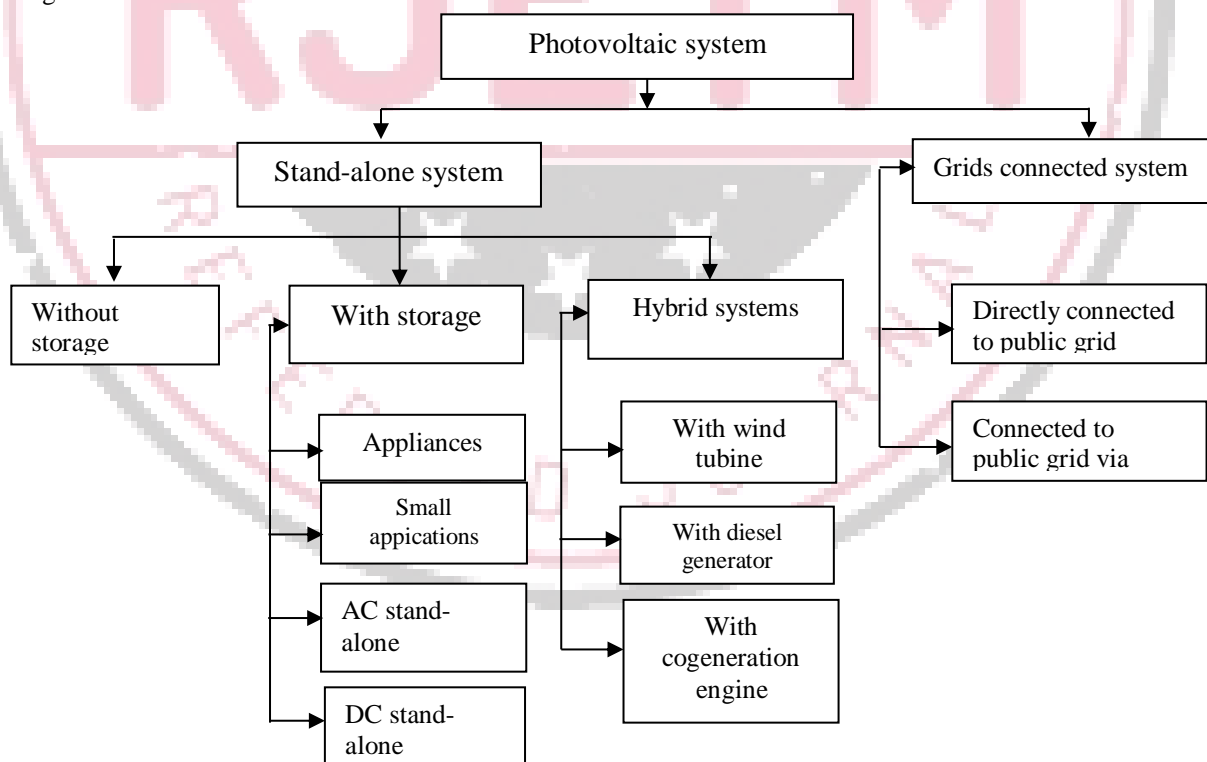 Photovoltaic system
Stand-alone system
Grids connected system
Without
storage
With storage
Hybrid systems
Directly connected
to public grid
Appliances
With wind
tubine
Connected to
public grid via
Small
appications
With diesel
generator
AC stand-
alone
With
cogeneration
engine
DC stand-
alone